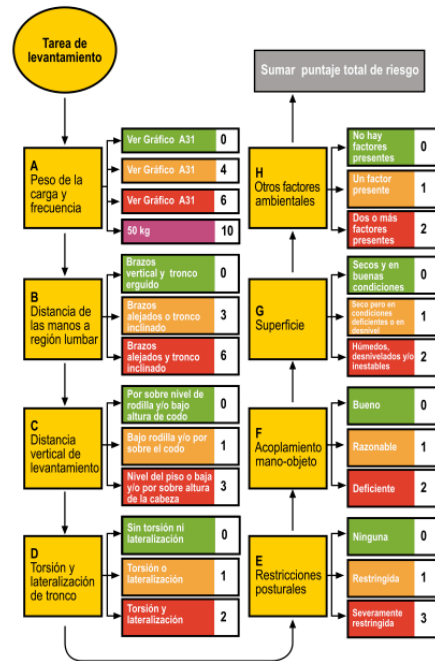 Tarea de
levantamiento
Sumar puntaje total de riesgo
A
Peso de la
carga y
frecuencia
Ver Gráfico A31 0
Ver Gráfico A31 4
Ver Gráfico A31 6
50 kg 10
B
Distancia de
las manos a
región lumbar
Brazos
vertical y tronco
erguido
0
Brazos
alejados o tronco
inclinado
3
Brazos
alejados y tronco
inclinado
6
C
Distancia
vertical de
levantamiento
Por sobre nivel de
rodilla y/o bajo
altura de codo
0
Bajo rodilla y/o por
sobre el codo
1
Nivel del piso o baja
y/o por sobre altura
de la cabeza
3
D
Torsión y
lateralización
de tronco
Sin torsión ni
lateralización
0
Torsión o
lateralización
1
Torsión y
lateralización
2
H
Otros factores
ambientales
No hay
factores
presentes
0
Un factor
presente
1
Dos o más
factores
presentes
2
G
Superficie
Secos y en
buenas
condiciones
0
Seco pero en
condiciones
deficientes o en
desnivel
1
Húmedos,
desnivelados y/o
inestables
2
F
Acoplamiento
mano-objeto
Bueno 0
Razonable 1
Deficiente 2
E
Restricciones
posturales
Ninguna 0
Restringida 1
Severamente
restringida
3